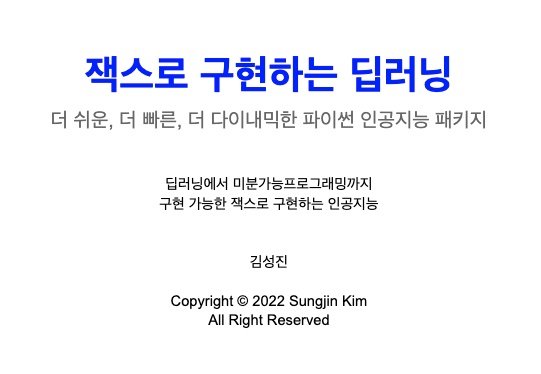 잭스로 구현하는 딥러닝
더 쉬운, 더 빠른, 더 다이내믹한 파이썬 인공지능 패키지
딥러닝에서 미분가능프로그래밍까지
구현 가능한 잭스로 구현하는 인공지능
김성진
Copyright © 2022 Sungjin Kim
All Right Reserved